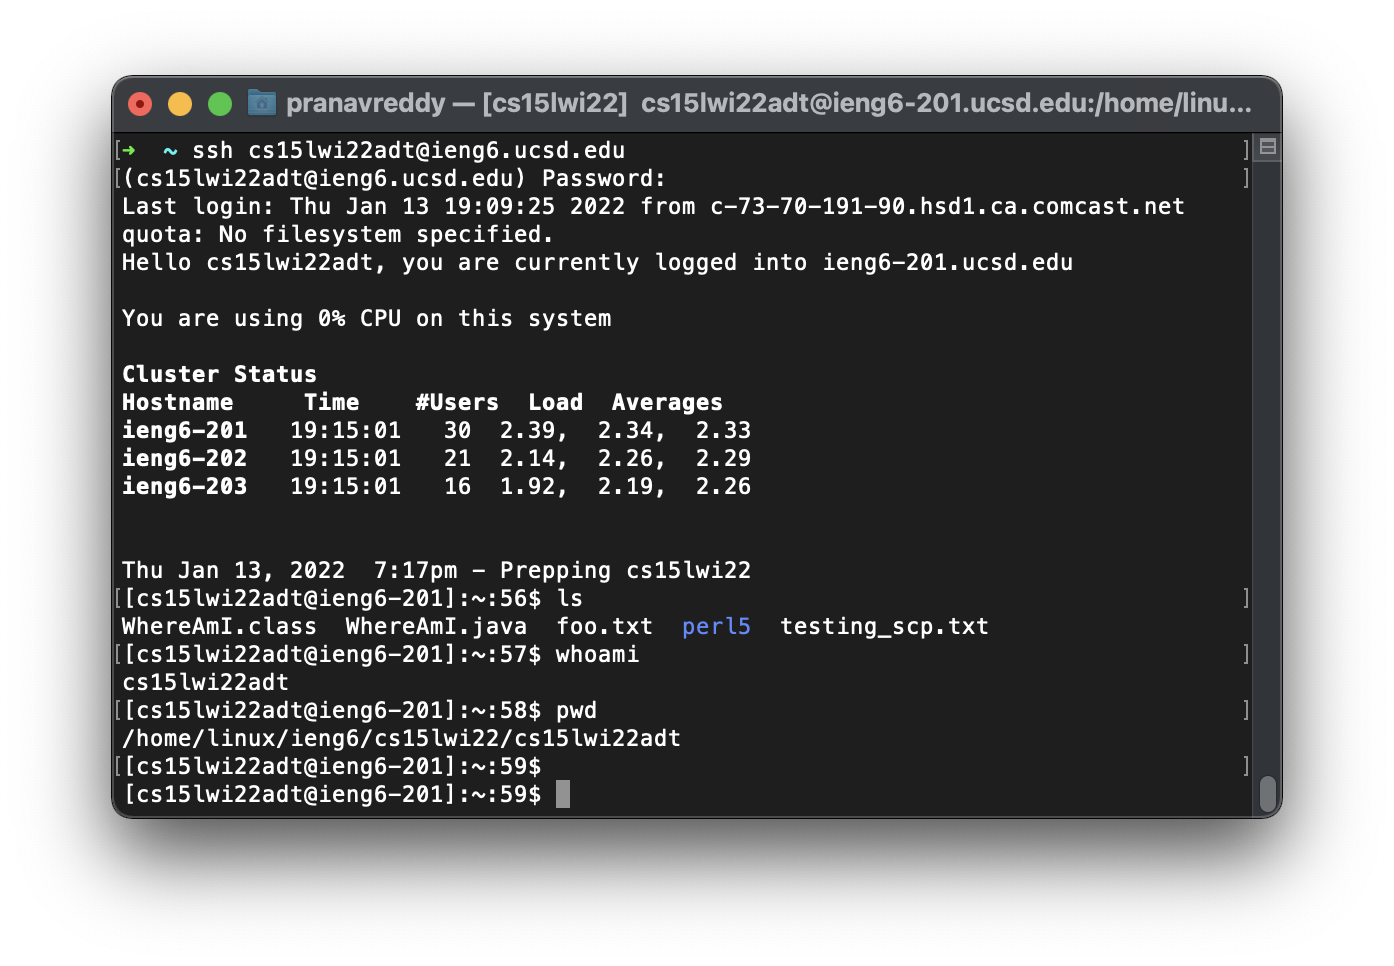 pranavreddy — [cs15lwi22]  cs15lwi22adt@ieng6-201.ucsd.edu:/home/linu...
[➜  ~ ssh cs15lwi22adt@ieng6.ucsd.edu ]
[(cs15lwi22adt@ieng6.ucsd.edu) Password: ]
Last login: Thu Jan 13 19:09:25 2022 from c-73-70-191-90.hsd1.ca.comcast.net
quota: No filesystem specified.
Hello cs15lwi22adt, you are currently logged into ieng6-201.ucsd.edu
You are using 0% CPU on this system
Cluster Status
Hostname     Time    #Users  Load  Averages
ieng6-201   19:15:01   30  2.39,  2.34,  2.33
ieng6-202   19:15:01   21  2.14,  2.26,  2.29
ieng6-203   19:15:01   16  1.92,  2.19,  2.26
Thu Jan 13, 2022  7:17pm - Prepping cs15lwi22
[[cs15lwi22adt@ieng6-201]:~:56$ ls ]
WhereAmI.class  WhereAmI.java  foo.txt  perl5  testing_scp.txt
[[cs15lwi22adt@ieng6-201]:~:57$ whoami ]
cs15lwi22adt
[[cs15lwi22adt@ieng6-201]:~:58$ pwd ]
/home/linux/ieng6/cs15lwi22/cs15lwi22adt
[[cs15lwi22adt@ieng6-201]:~:59$ ]
[cs15lwi22adt@ieng6-201]:~:59$